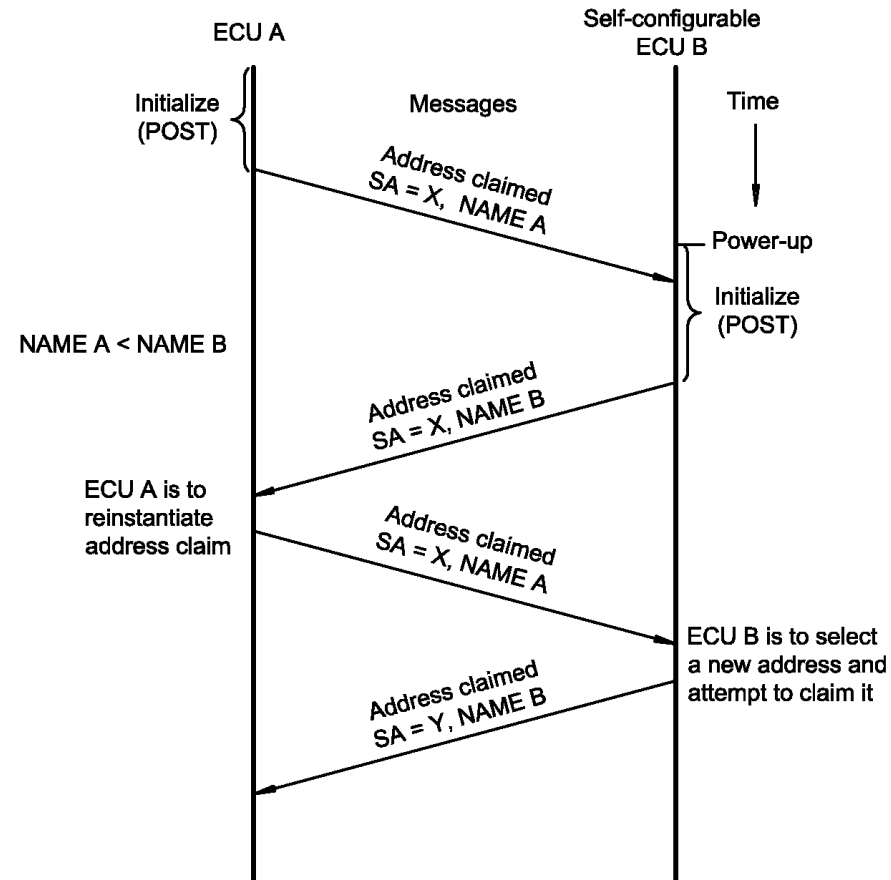 ECU A
Self-configurable
ECU B
Initialize
(POST)
Messages
Time
Address claimed
SA = X, NAME A
Power-up
Initialize
(POST)
NAME A < NAME B
Address claimed
SA = X, NAME B
ECU A is to
reinstantiate
address claim
Address claimed
SA = X, NAME A
ECU B is to select
a new address and
attempt to claim it
Address claimed
SA = Y, NAME B